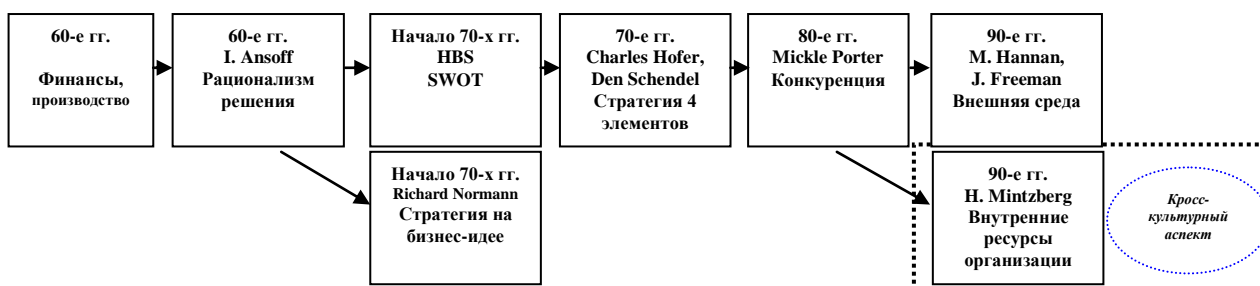 60-е гг.
Финансы,
производство
60-е гг.
I. Ansoff
Рационализм
решения
Начало 70-х гг.
HBS
SWOT
70-е гг.
Charles Hofer,
Den Schendel
Стратегия 4
элементов
80-е гг.
Mickle Porter
Конкуренция
90-е гг.
M. Hannan,
J. Freeman
Внешняя среда
Начало 70-х гг.
Richard Normann
Стратегия на
бизнес-идее
90-е гг.
H. Mintzberg
Внутренние
ресурсы
организации
Кросс-
культурный
аспект